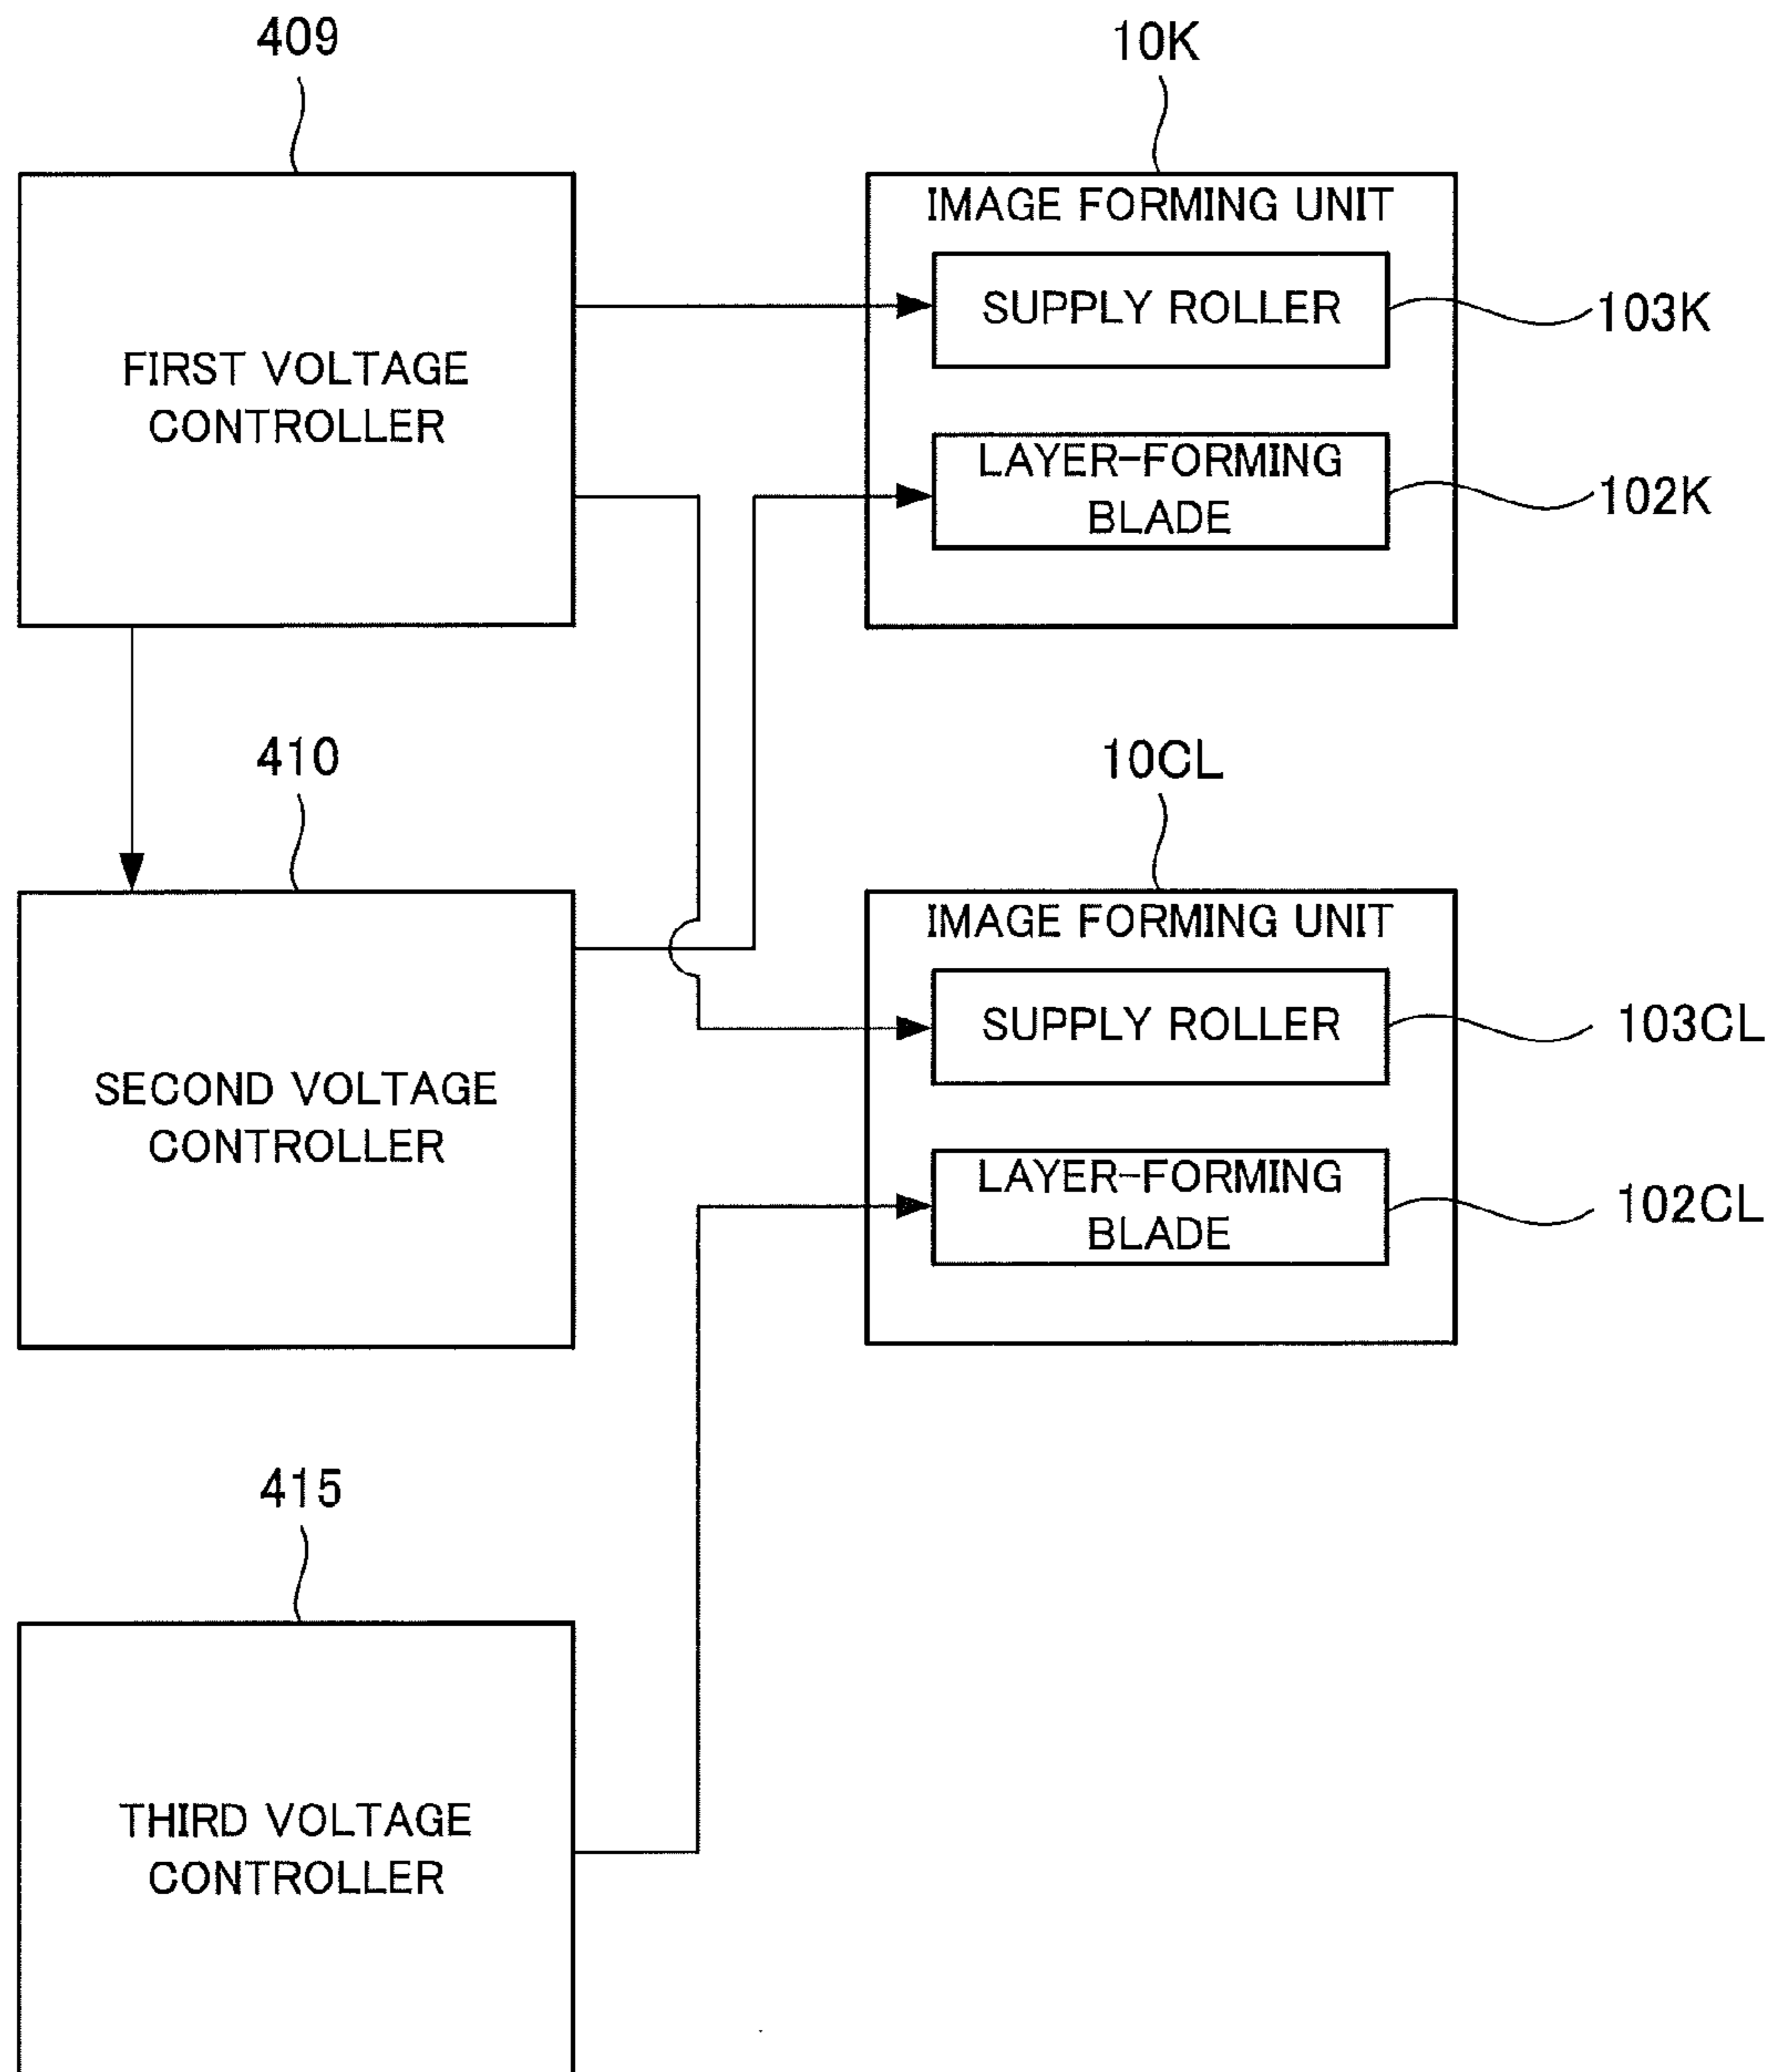 409
10K
FIRST VOLTAGE
CONTROLLER
IMAGE FORMING UNIT
SUPPLY ROLLER
103K
LAYER-FORMING
BLADE
102K
410
10CL
SECOND VOLTAGE
CONTROLLER
IMAGE FORMING UNIT
SUPPLY ROLLER
103CL
LAYER-FORMING
BLADE
102CL
415
THIRD VOLTAGE
CONTROLLER